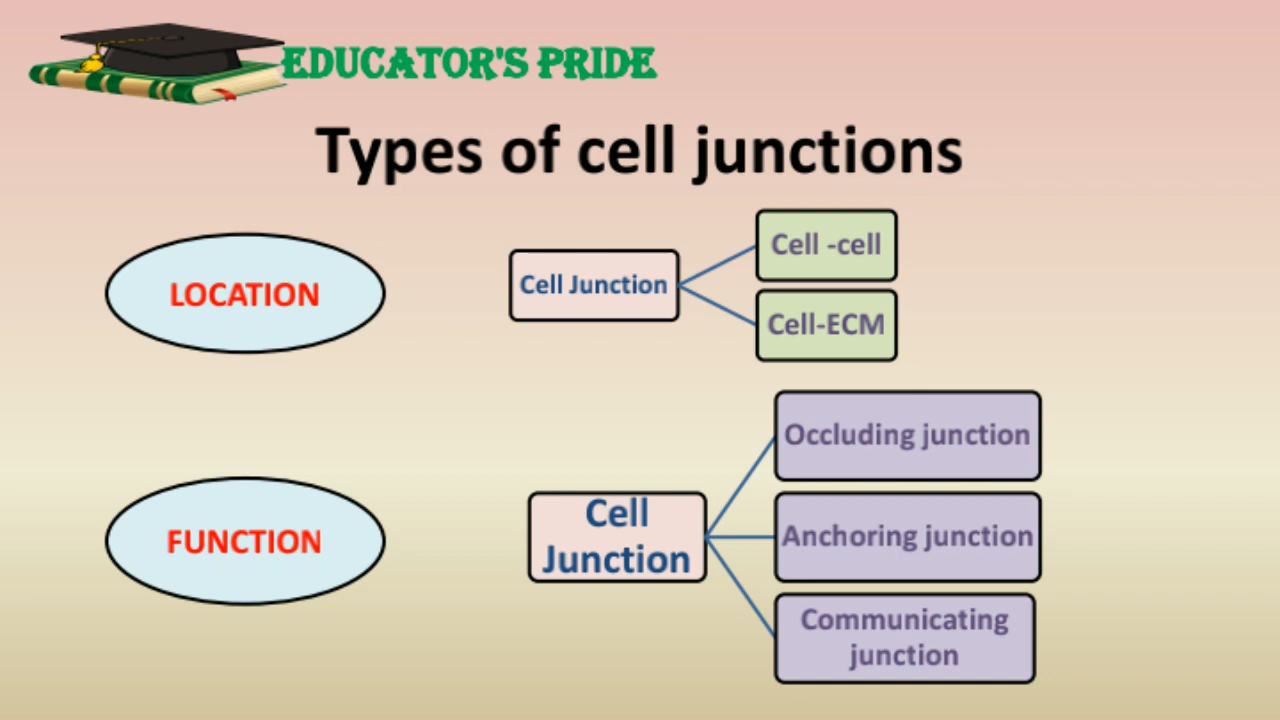 EDUCATOR'S PRIDE
Types of cell junctions
LOCATION
Cell Junction
Cell -cell
Cell-ECM
FUNCTION
Cell
Junction
Occluding junction
Anchoring junction
Communicating
junction